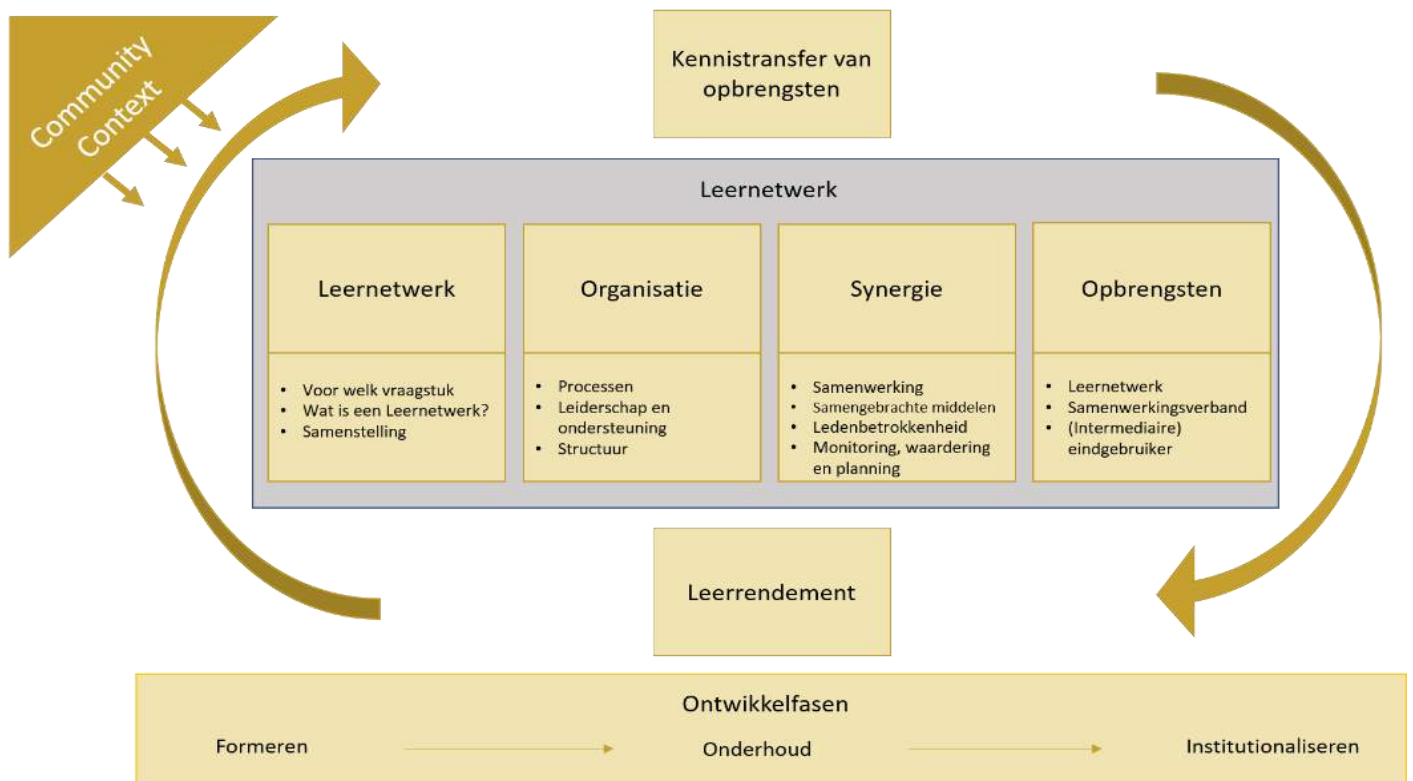 Community
Context
Kennistransfer van
opbrengsten
Leernetwerk
Leernetwerk
• Voor welk vraagstuk
• Wat is een Leernetwerk?
• Samenstelling
Organisatie
• Processen
• Leiderschap en
ondersteuning
• Structuur
Synergie
• Samenwerking
• Samengebrachte middelen
• Ledenbetrokkenheid
• Monitoring, waardering
en planning
Opbrengsten
• Leernetwerk
• Samenwerkingsverband
• (Intermediaire)
eindgebruiker
Leerrendement
Ontwikkelfasen
Formeren
Onderhoud
Institutionaliseren